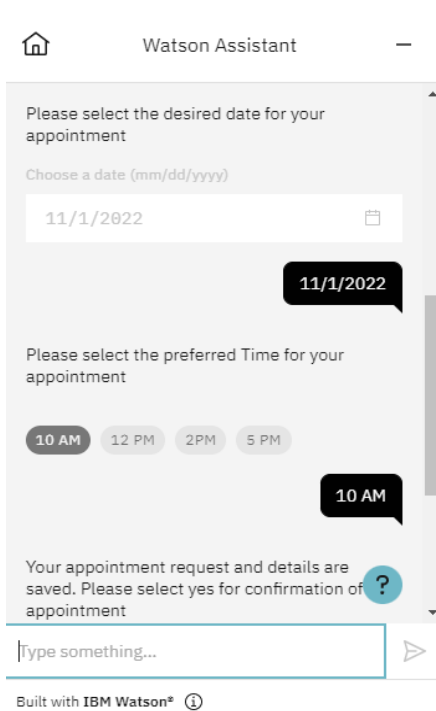 Watson Assistant
Please select the desired date for your
appointment
Choose a date (mm/dd/yyyy)
11/1/2022
11/1/2022
Please select the preferred Time for your
appointment
10 AM 12 PM 2PM 5 PM
10 AM
Your appointment request and details are
saved. Please select yes for confirmation of
appointment
?
Type something...
Built with IBM Watson® i